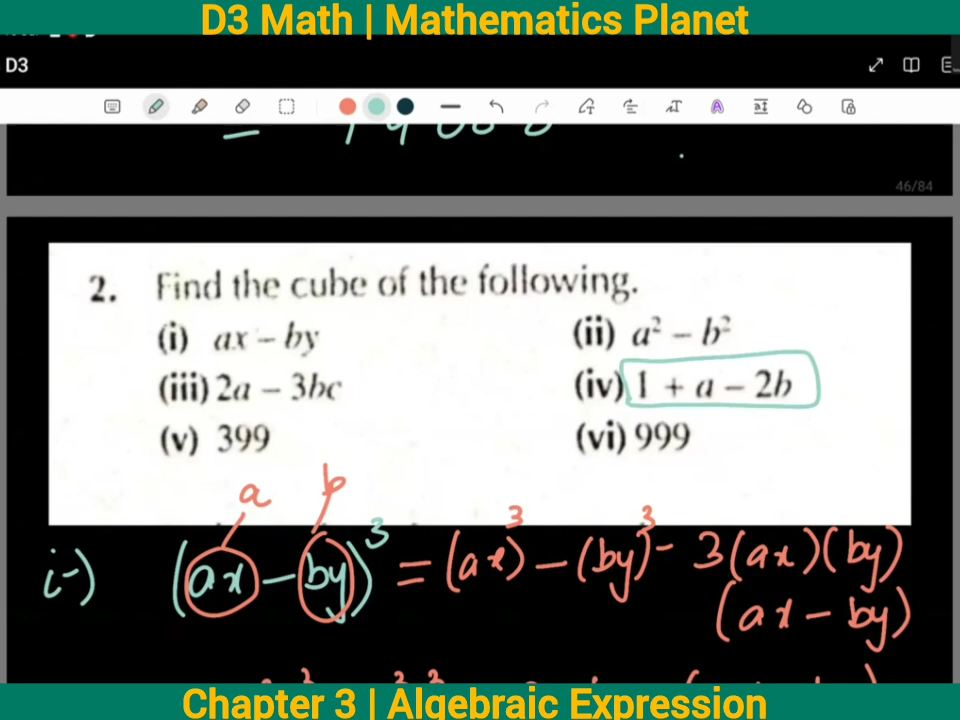 D3 Math | Mathematics Planet
D3
46/84
2. Find the cube of the following.
(i) ax – by (ii) a² – b²
(iii) 2a – 3bc (iv) 1 + a – 2b
(v) 399 (vi) 999
a b
i-) (ax – by)³ = (ax)³ – (by)³ – 3(ax)(by)
(ax – by)
Chapter 3 | Algebraic Expression